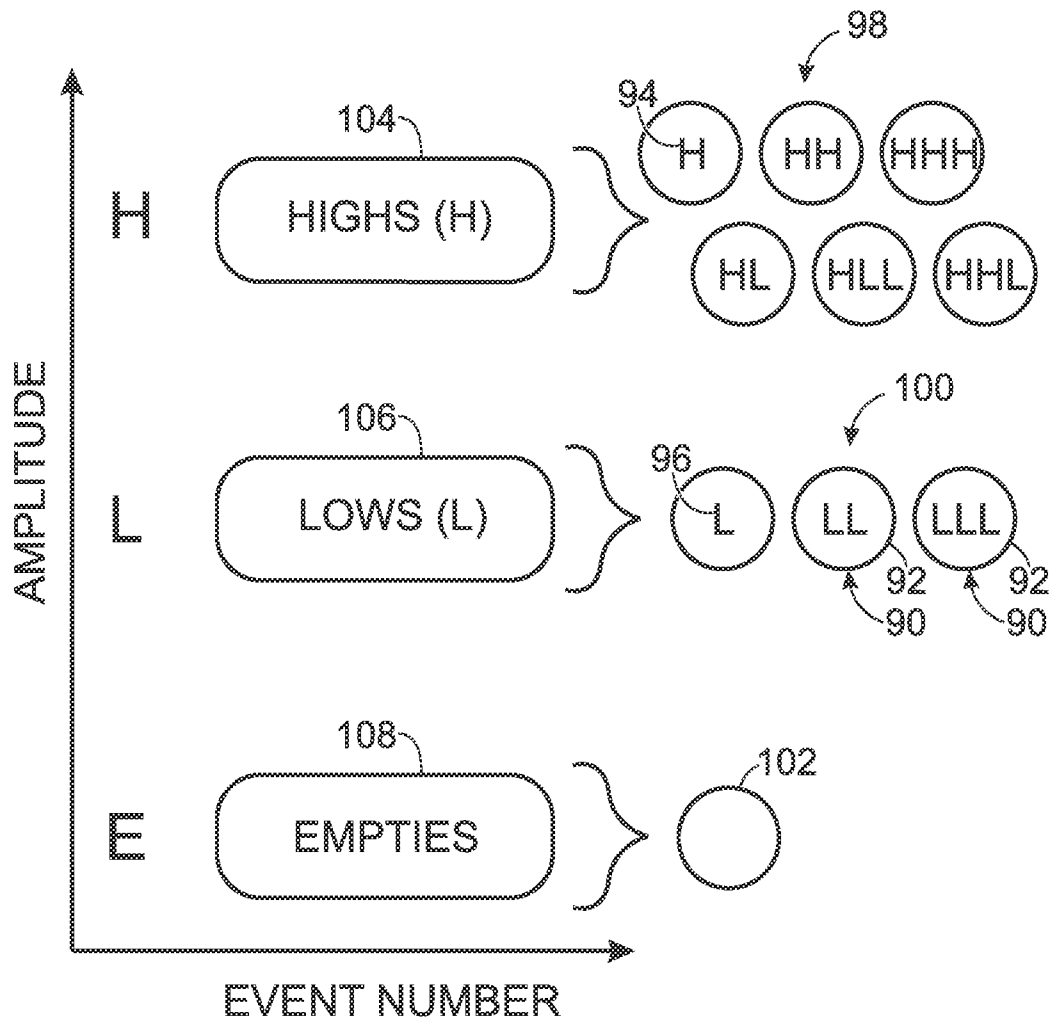 98
94
104
H
HH
HHH
H
HIGHS (H)
HL
HLL
HHL
100
106
96
AMPLITUDE
L
LOWS (L)
L
LL
LLL
92
92
90
90
108
102
E
EMPTIES
EVENT NUMBER